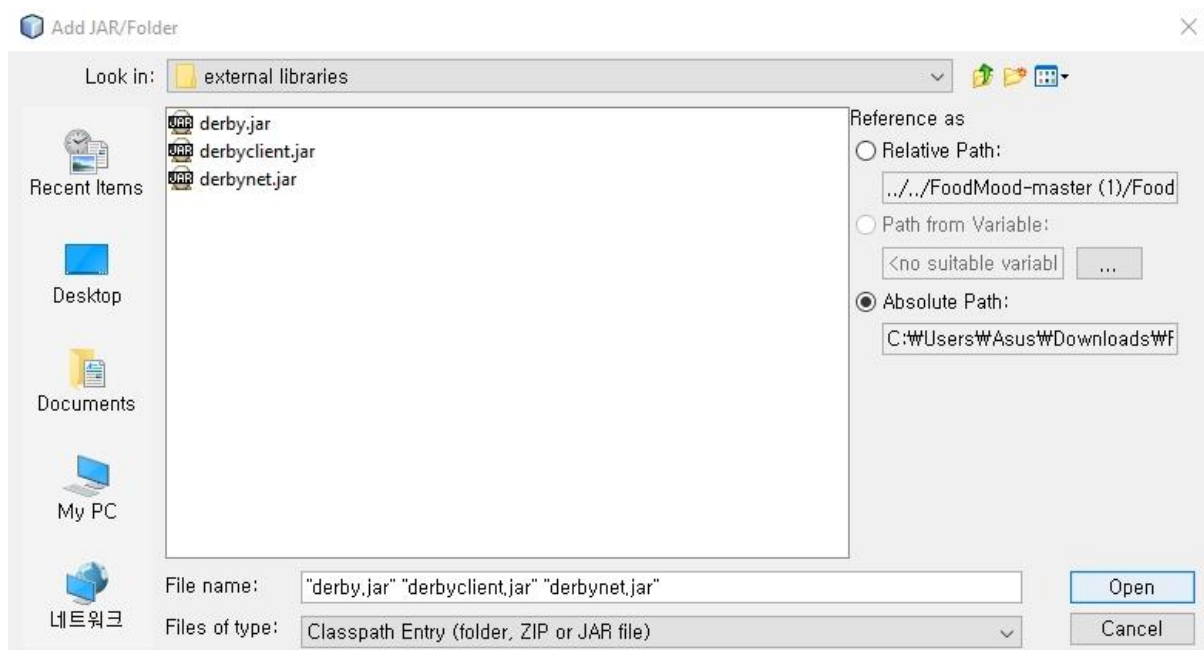 Add JAR/Folder
Look in: external libraries
derby.jar
derbyclient.jar
derbynet.jar
Recent Items
Desktop
Documents
My PC
네트워크
Reference as
Relative Path:
../../FoodMood-master (1)/Food
Path from Variable:
<no suitable variabl ...
Absolute Path:
C:₩Users₩Asus₩Downloads₩F
File name: "derby.jar" "derbyclient.jar" "derbynet.jar"
Open
Files of type: Classpath Entry (folder, ZIP or JAR file)
Cancel